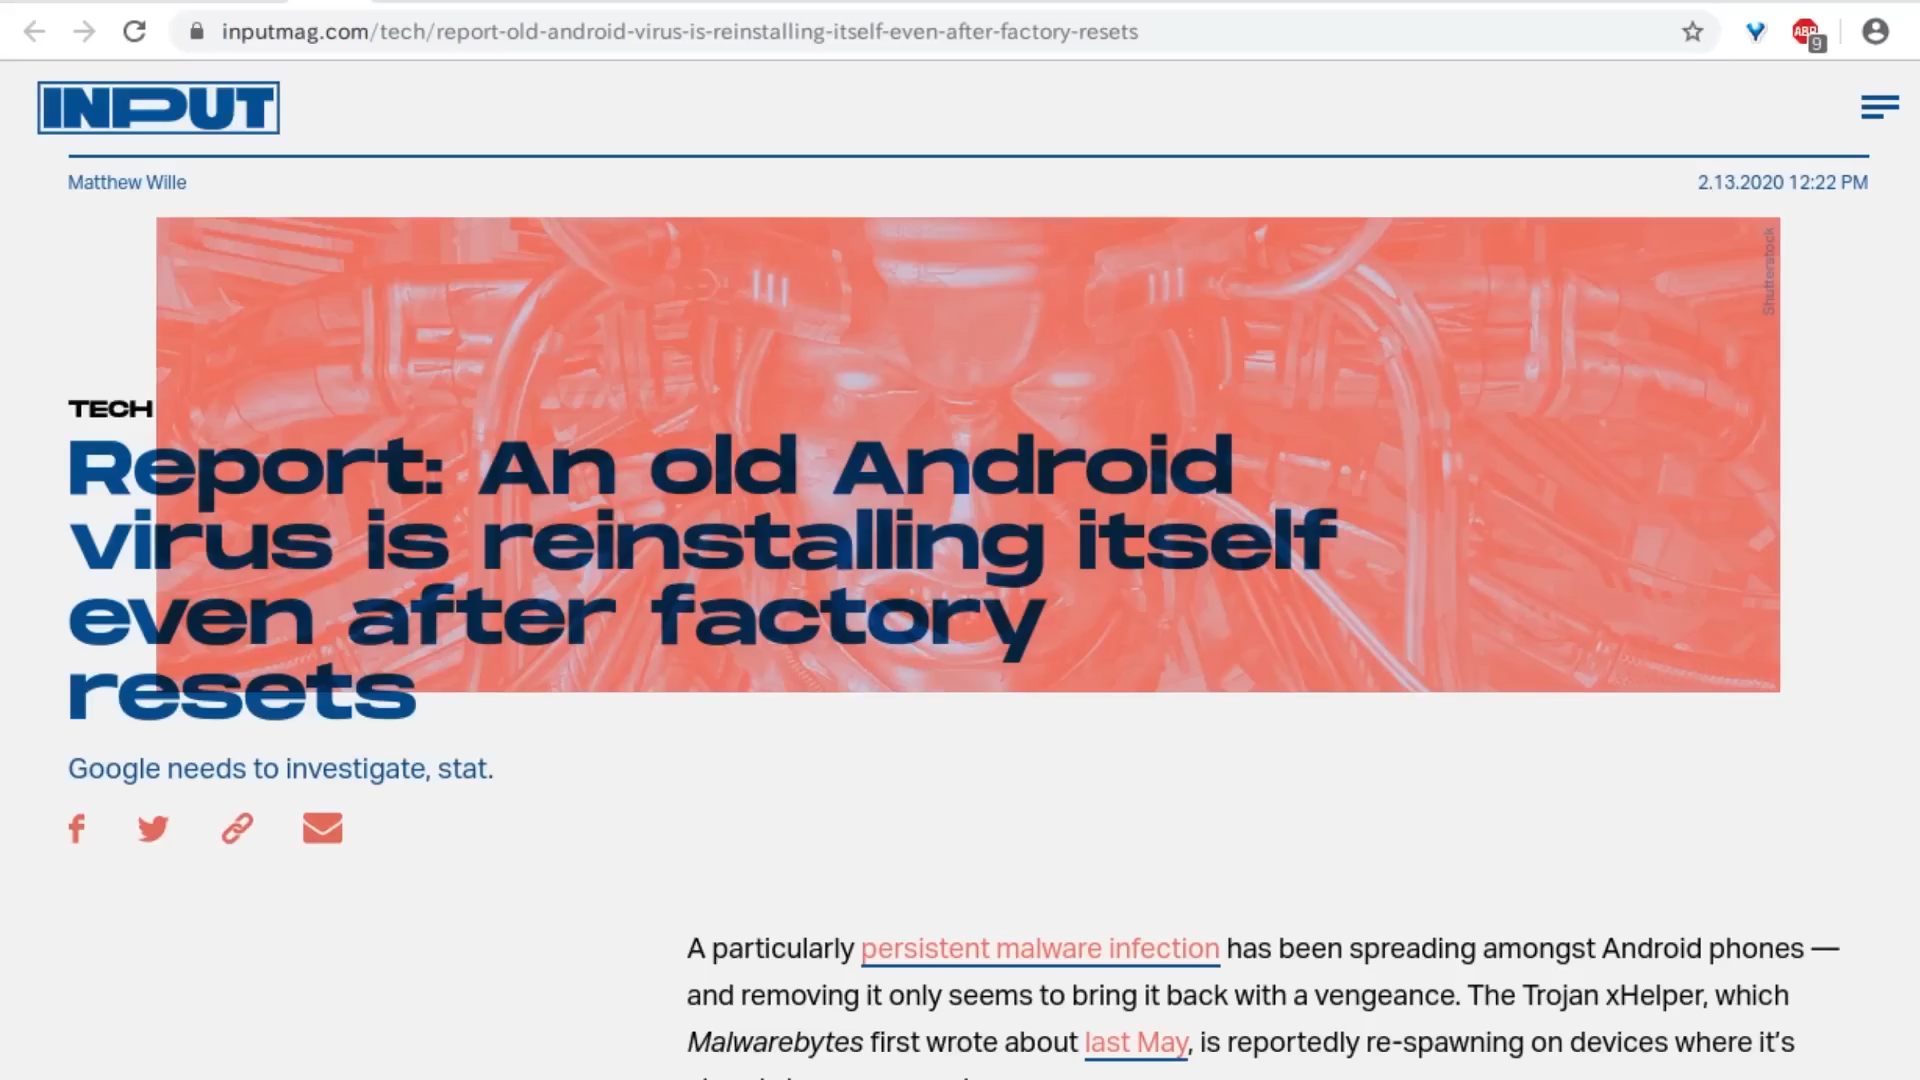 inputmag.com/tech/report-old-android-virus-is-reinstalling-itself-even-after-factory-resets
ABP
9
INPUT
Matthew Wille
2.13.2020 12:22 PM
Shutterstock
TECH
Report: An old Android
virus is reinstalling itself
even after factory
resets
Google needs to investigate, stat.
A particularly persistent malware infection has been spreading amongst Android phones —
and removing it only seems to bring it back with a vengeance. The Trojan xHelper, which
Malwarebytes first wrote about last May, is reportedly re-spawning on devices where it’s